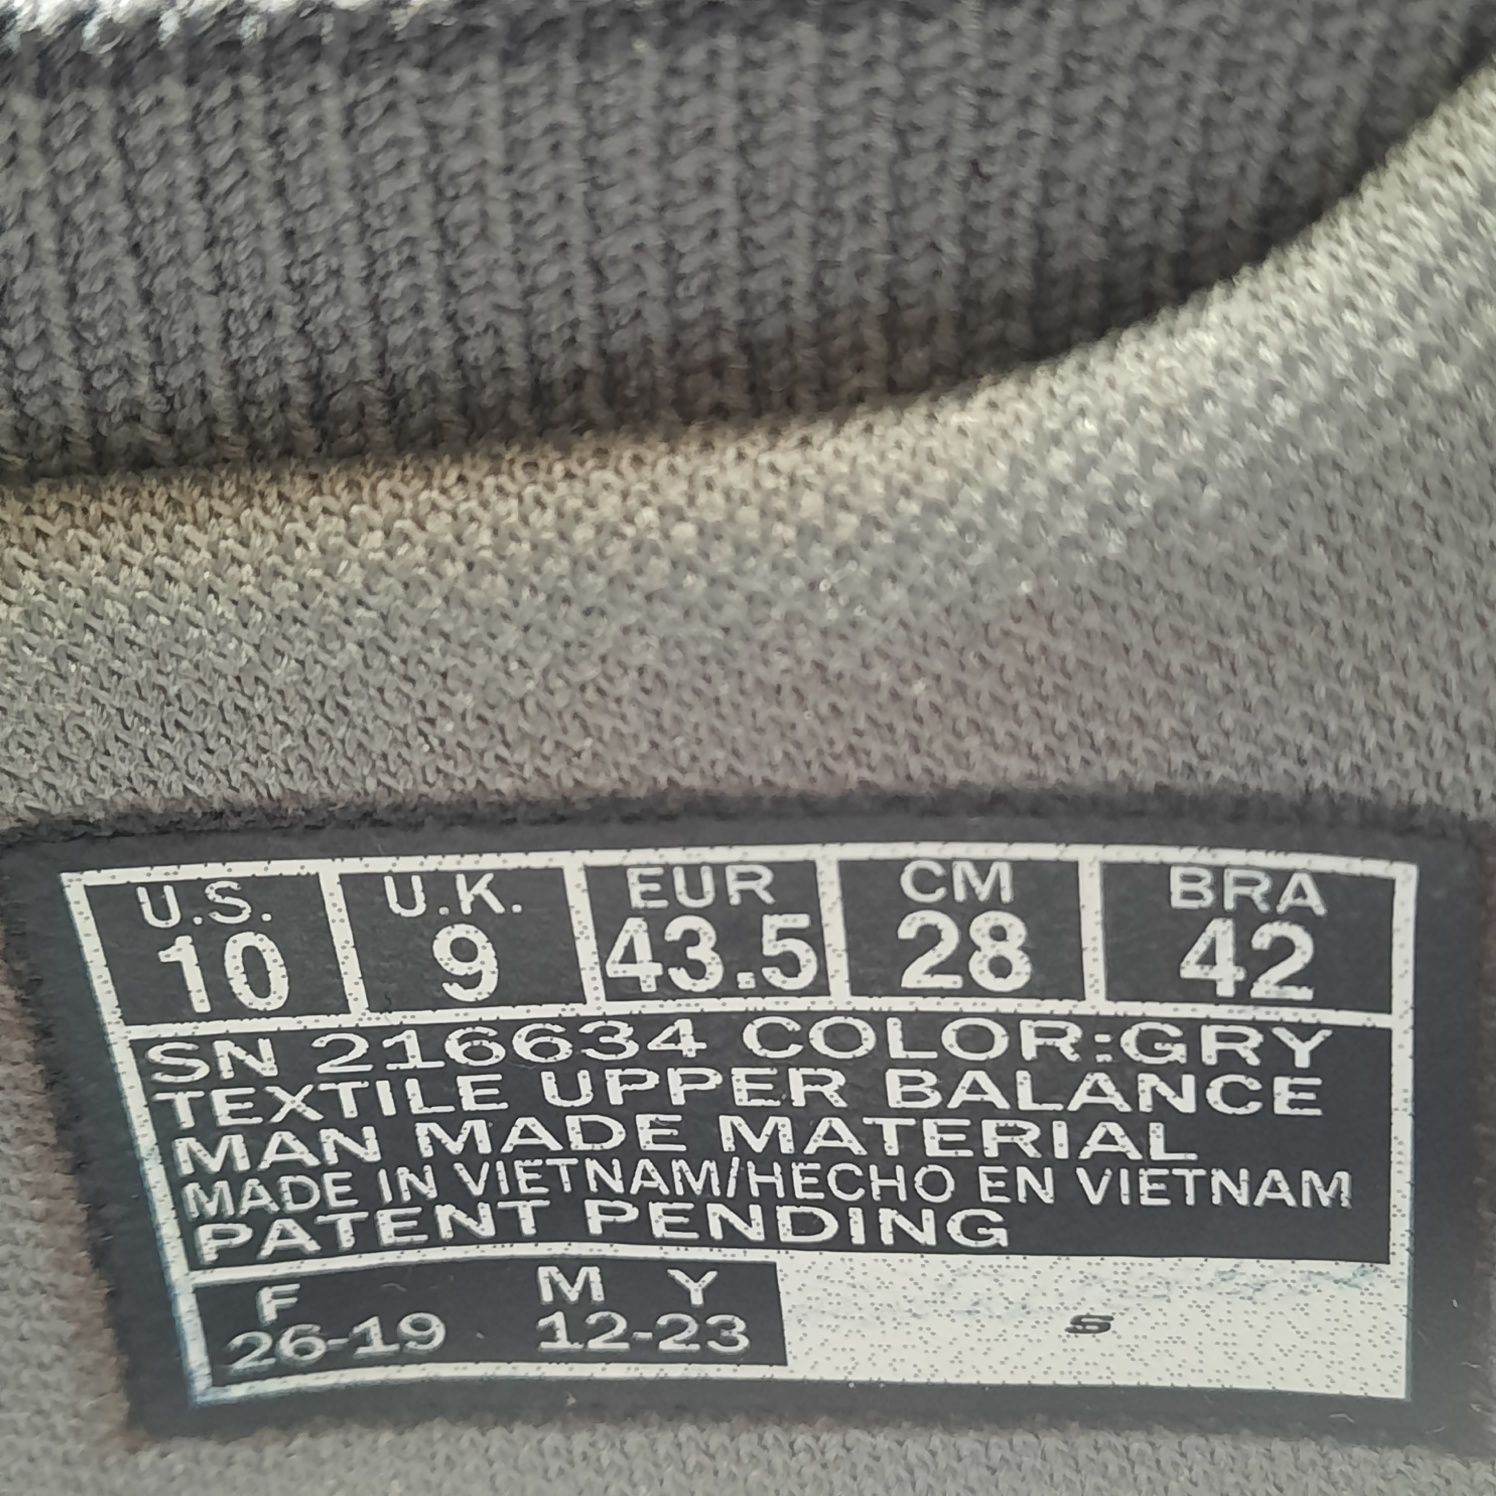 U.S. U.K. EUR CM BRA
10 9 43.5 28 42
SN 216634 COLOR:GRY
TEXTILE UPPER BALANCE
MAN MADE MATERIAL
MADE IN VIETNAM/HECHO EN VIETNAM
PATENT PENDING
F M Y
26-19 12-23
S